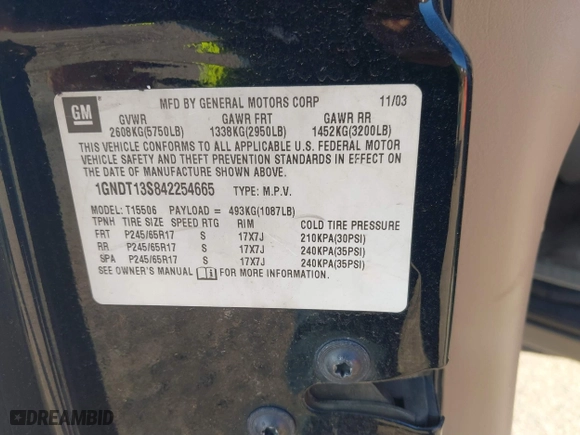 GM
MFD BY GENERAL MOTORS CORP 11/03
GVWR GAWR FRT GAWR RR
2608KG(5750LB) 1338KG(2950LB) 1452KG(3200LB)
THIS VEHICLE CONFORMS TO ALL APPLICABLE U.S. FEDERAL MOTOR
VEHICLE SAFETY AND THEFT PREVENTION STANDARDS IN EFFECT ON
THE DATE OF MANUFACTURE SHOWN ABOVE.
1GNDT13S842254665 TYPE: M.P.V.
MODEL: T15506 PAYLOAD = 493KG(1087LB)
TPNH TIRE SIZE SPEED RTG RIM COLD TIRE PRESSURE
FRT P245/65R17 S 17X7J 210KPA(30PSI)
RR P245/65R17 S 17X7J 240KPA(35PSI)
SPA P245/65R17 S 17X7J 240KPA(35PSI)
SEE OWNER'S MANUAL FOR MORE INFORMATION.
DREAMBID